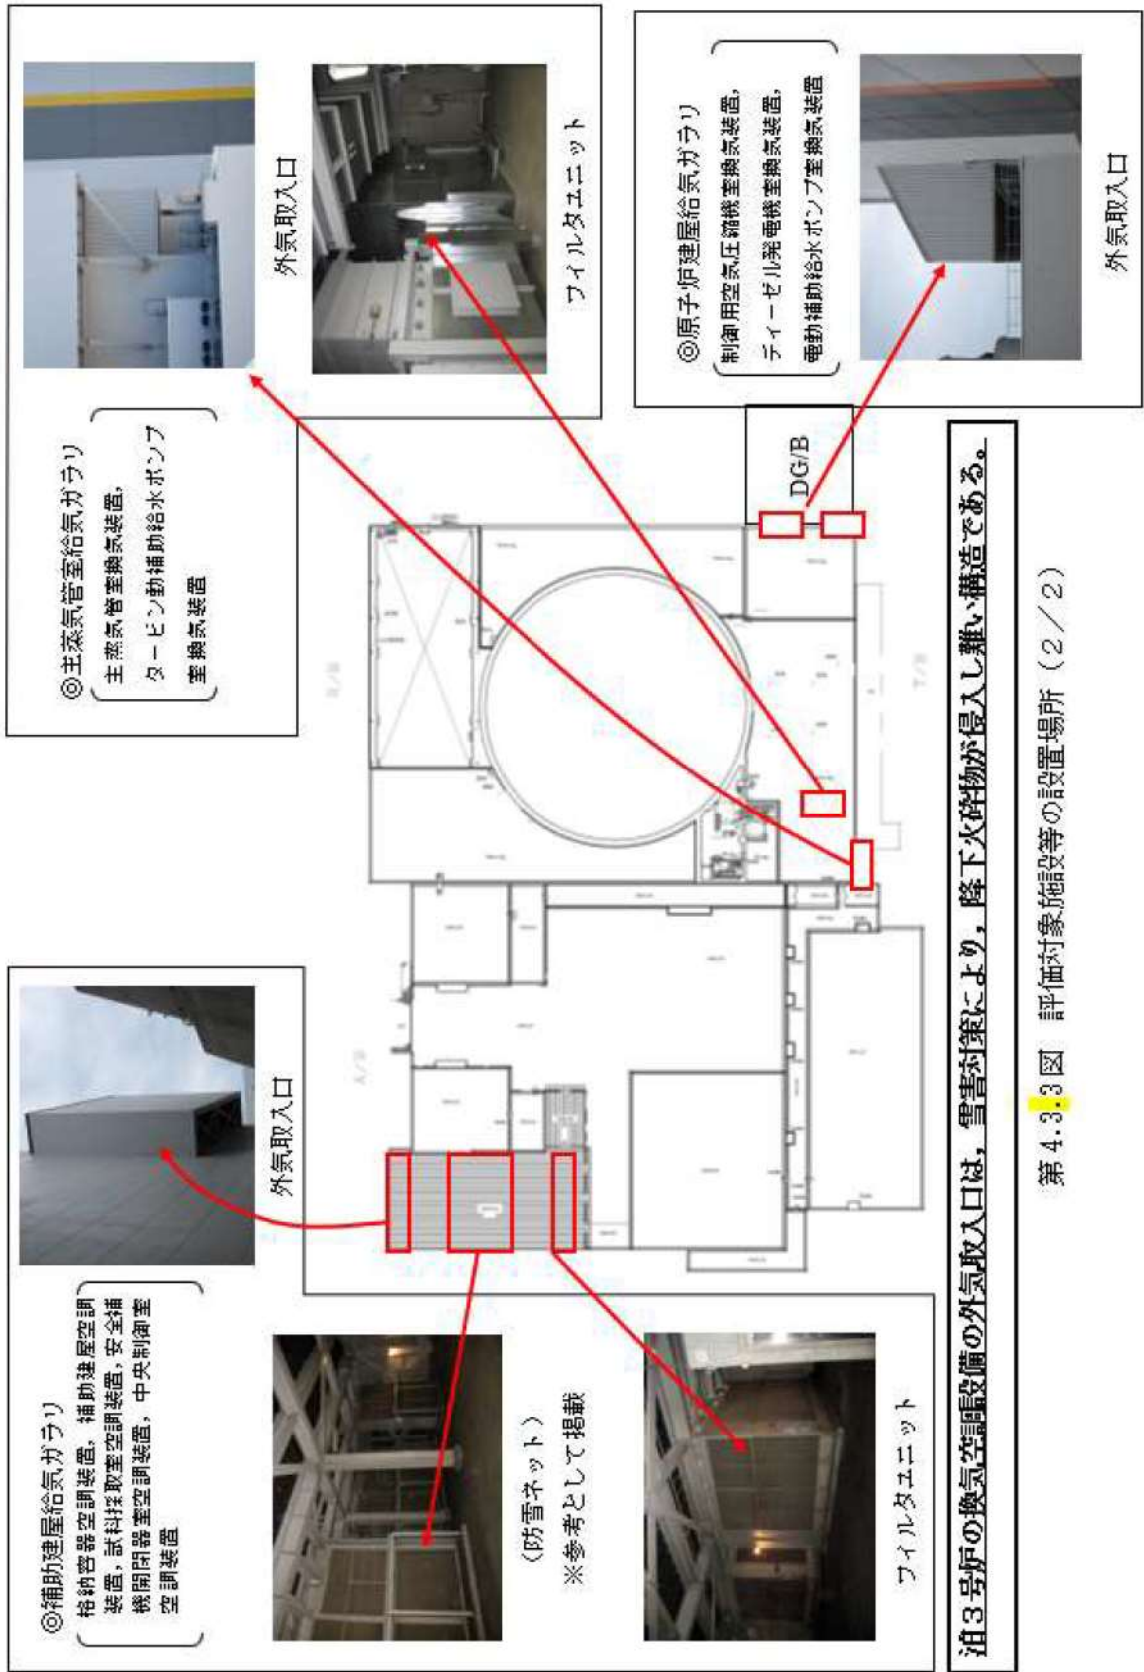 ◎補助建屋給気ガラリ
格納容器空調装置，補助建屋空調
装置，試料採取室空調装置，安全補
機開閉器室空調装置，中央制御室
空調装置
外気取入口
（防雪ネット）
※参考として掲載
フィルタユニット
◎主蒸気管室給気ガラリ
主蒸気管室換気装置，
タービン動補助給水ポンプ
室換気装置
外気取入口
フィルタユニット
◎原子炉建屋給気ガラリ
制御用空気圧縮機室換気装置，
ディーゼル発電機室換気装置，
電動補助給水ポンプ室換気装置
外気取入口
A/B
R/B
T/B
DG/B
泊３号炉の換気空調設備の外気取入口は，雪害対策により，降下火砕物が侵入し難い構造である。
第4.3.3図　評価対象施設等の設置場所（２／２）